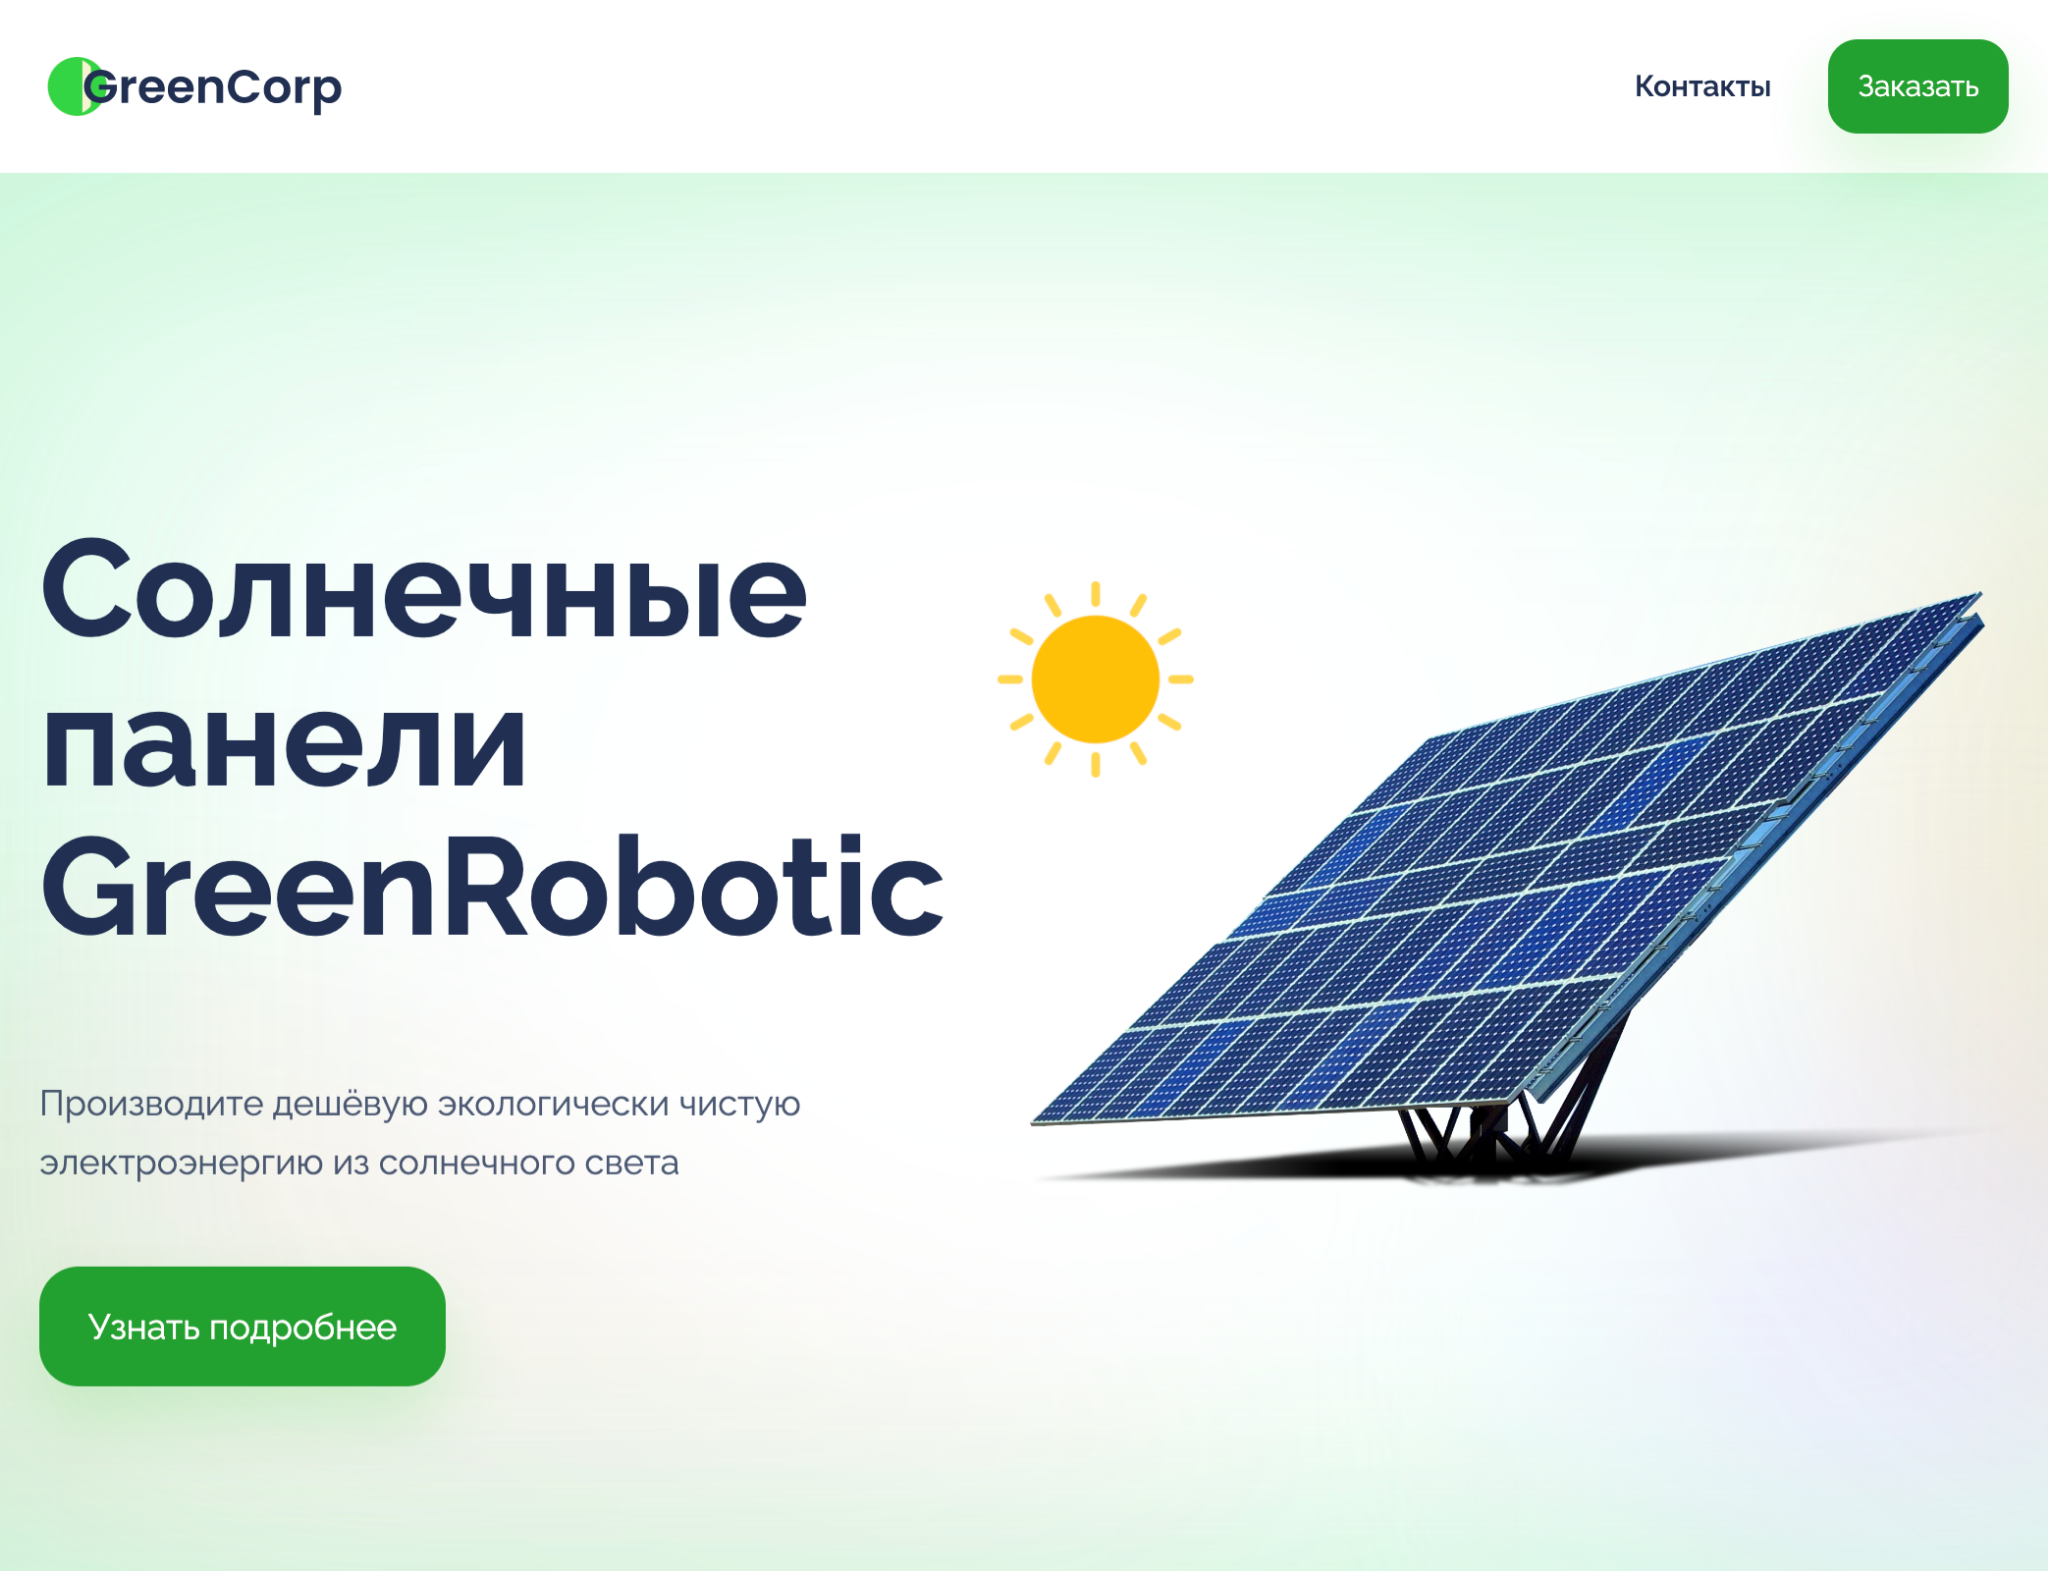 GreenCorp
Контакты
Заказать
Солнечные
панели
GreenRobotic
Производите дешёвую экологически чистую
электроэнергию из солнечного света
Узнать подробнее